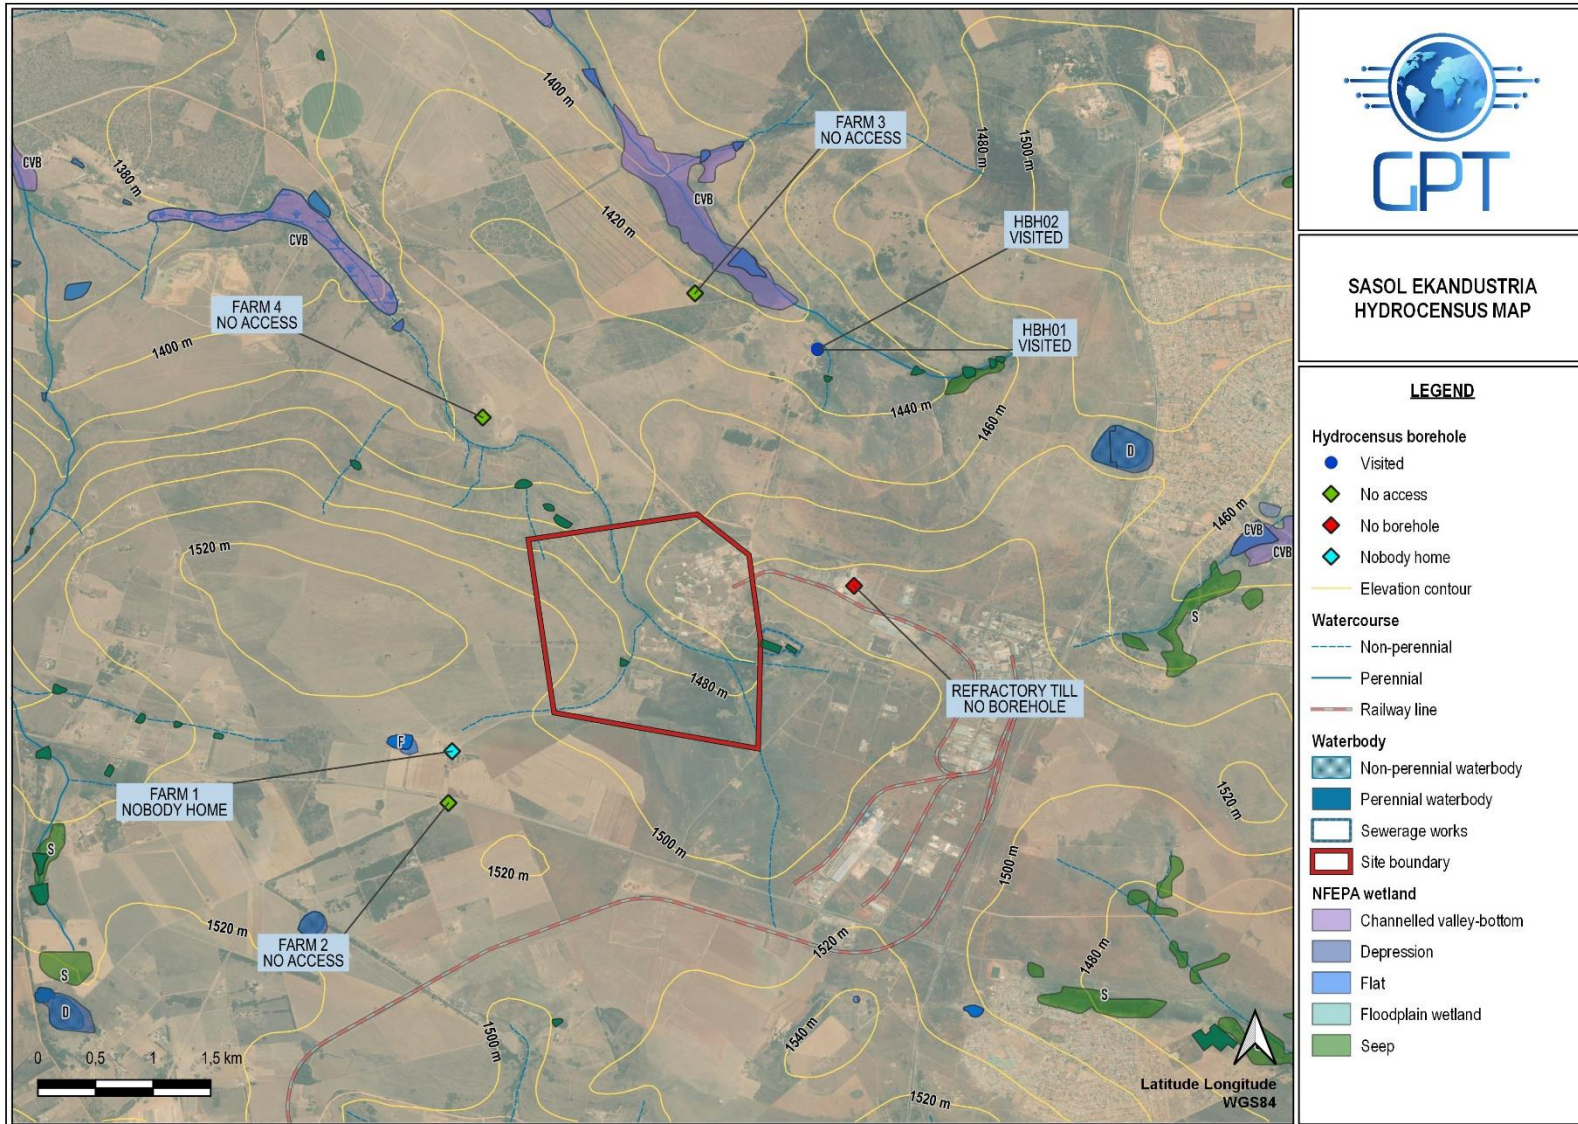 1400 m
FARM 3
NO ACCESS
1480 m
1500 m
CVB
1380 m
CVB
1420 m
HBH02
VISITED
CVB
FARM 4
NO ACCESS
HBH01
VISITED
1400 m
1440 m
1460 m
D
1460 m
CVB
CVB
1520 m
S
1480 m
REFRACTORY TILL
NO BOREHOLE
F
FARM 1
NOBODY HOME
1520 m
S
1500 m
1520 m
1500 m
1520 m
FARM 2
NO ACCESS
1520 m
1480 m
S
S
D
1500 m
1540 m
0 0,5 1 1,5 km
1520 m
Latitude Longitude
WGS84
GPT
SASOL EKANDUSTRIA
HYDROCENSUS MAP
LEGEND
Hydrocensus borehole
Visited
No access
No borehole
Nobody home
Elevation contour
Watercourse
Non-perennial
Perennial
Railway line
Waterbody
Non-perennial waterbody
Perennial waterbody
Sewerage works
Site boundary
NFEPA wetland
Channelled valley-bottom
Depression
Flat
Floodplain wetland
Seep